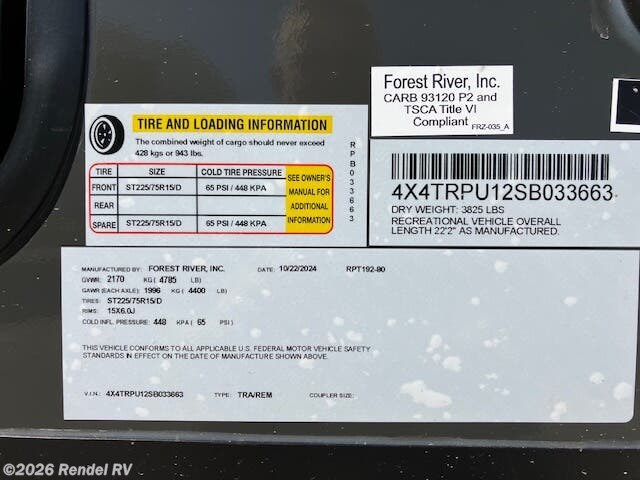 Forest River, Inc.
CARB 93120 P2 and
TSCA Title VI
Compliant
FRZ-035_A
TIRE AND LOADING INFORMATION
The combined weight of cargo should never exceed
428 kgs or 943 lbs.
TIRE SIZE COLD TIRE PRESSURE
FRONT ST225/75R15/D 65 PSI / 448 KPA
REAR
SPARE ST225/75R15/D 65 PSI / 448 KPA
SEE OWNER'S
MANUAL FOR
ADDITIONAL
INFORMATION
RPB033663
4X4TRPU12SB033663
DRY WEIGHT: 3825 LBS
RECREATIONAL VEHICLE OVERALL
LENGTH 22'2" AS MANUFACTURED.
MANUFACTURED BY: FOREST RIVER, INC. DATE: 10/22/2024 RPT192-80
GVWR: 2170 KG ( 4785 LB)
GAWR (EACH AXLE): 1996 KG ( 4400 LB)
TIRES: ST225/75R15/D
RIMS: 15X6.0J
COLD INFL. PRESSURE: 448 KPA ( 65 PSI)
THIS VEHICLE CONFORMS TO ALL APPLICABLE U.S. FEDERAL MOTOR VEHICLE SAFETY
STANDARDS IN EFFECT ON THE DATE OF MANUFACTURE SHOWN ABOVE.
V.I.N.: 4X4TRPU12SB033663 TYPE: TRA/REM COUPLER SIZE:
©2026 Rendel RV